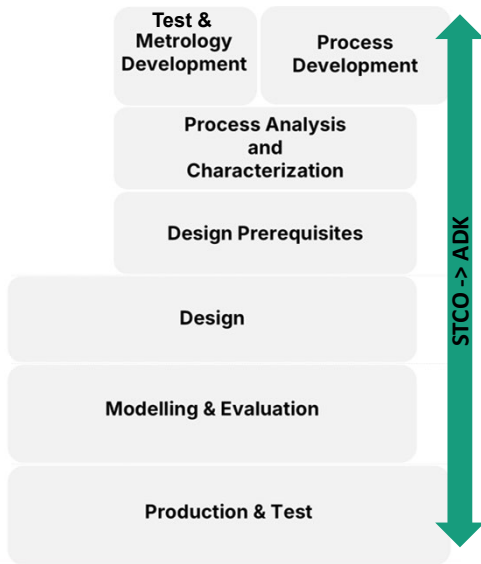 Test &
Metrology
Development
Process
Development
Process Analysis
and
Characterization
Design Prerequisites
Design
Modelling & Evaluation
Production & Test
STCO -> ADK